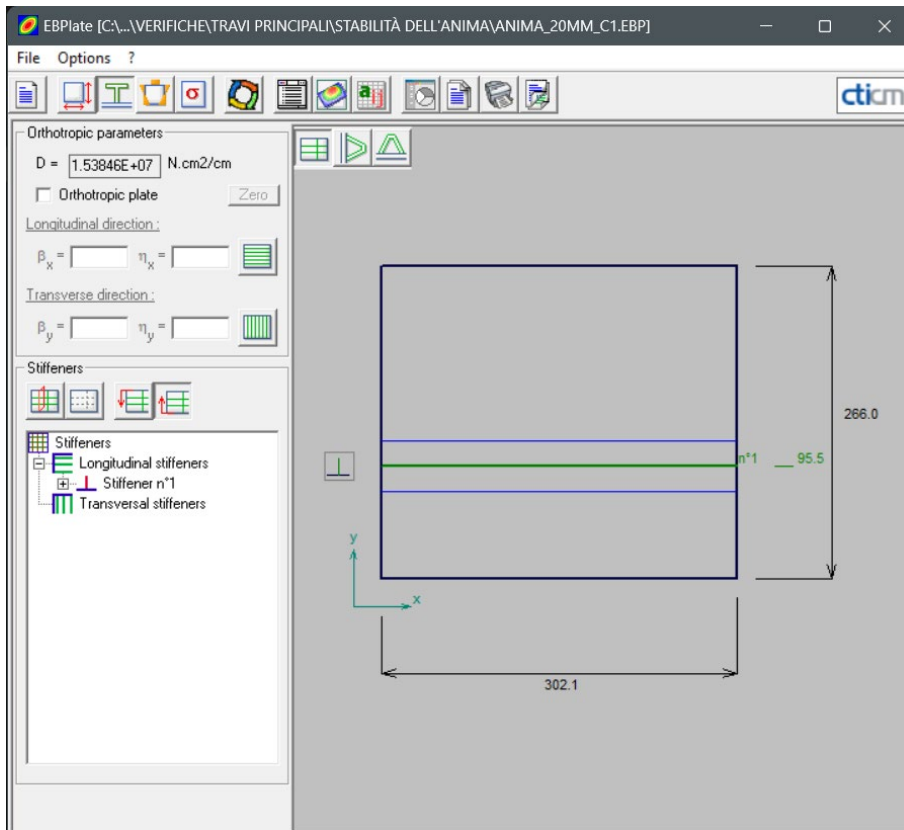 EBPlate [C:\...\VERIFICHE\TRAVI PRINCIPALI\STABILITÀ DELL'ANIMA\ANIMA_20MM_C1.EBP]
File Options ?
σ
cticm
Orthotropic parameters
D = 1.53846E+07 N.cm2/cm
Orthotropic plate Zero
Longitudinal direction :
βx = ηx =
Transverse direction :
βy = ηy =
Stiffeners
Stiffeners
Longitudinal stiffeners
Stiffener n°1
Transversal stiffeners
266.0
n°1 95.5
y
x
302.1